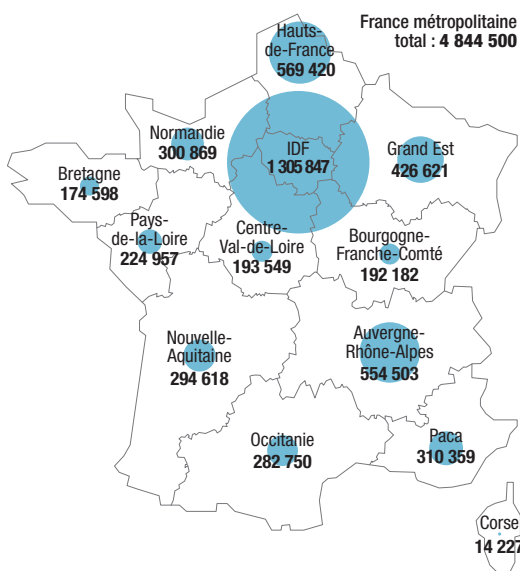 France métropolitaine
total : 4 844 500
Hauts-
de-France
569 420
Normandie
300 869
IDF
1 305 847
Grand Est
426 621
Bretagne
174 598
Pays-
de-la-Loire
224 957
Centre-
Val-de-Loire
193 549
Bourgogne-
Franche-Comté
192 182
Nouvelle-
Aquitaine
294 618
Auvergne-
Rhône-Alpes
554 503
Occitanie
282 750
Paca
310 359
Corse
14 227